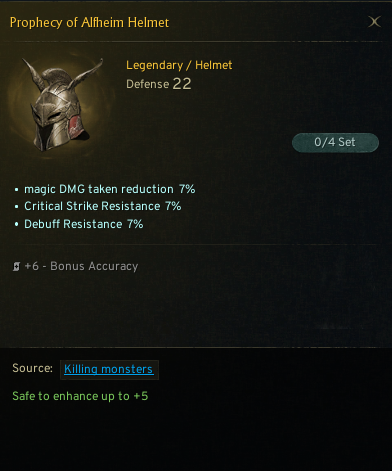 Prophecy of Alfheim Helmet
Legendary / Helmet
Defense 22
0/4 Set
• magic DMG taken reduction 7%
• Critical Strike Resistance 7%
• Debuff Resistance 7%
+6 - Bonus Accuracy
Source: Killing monsters
Safe to enhance up to +5